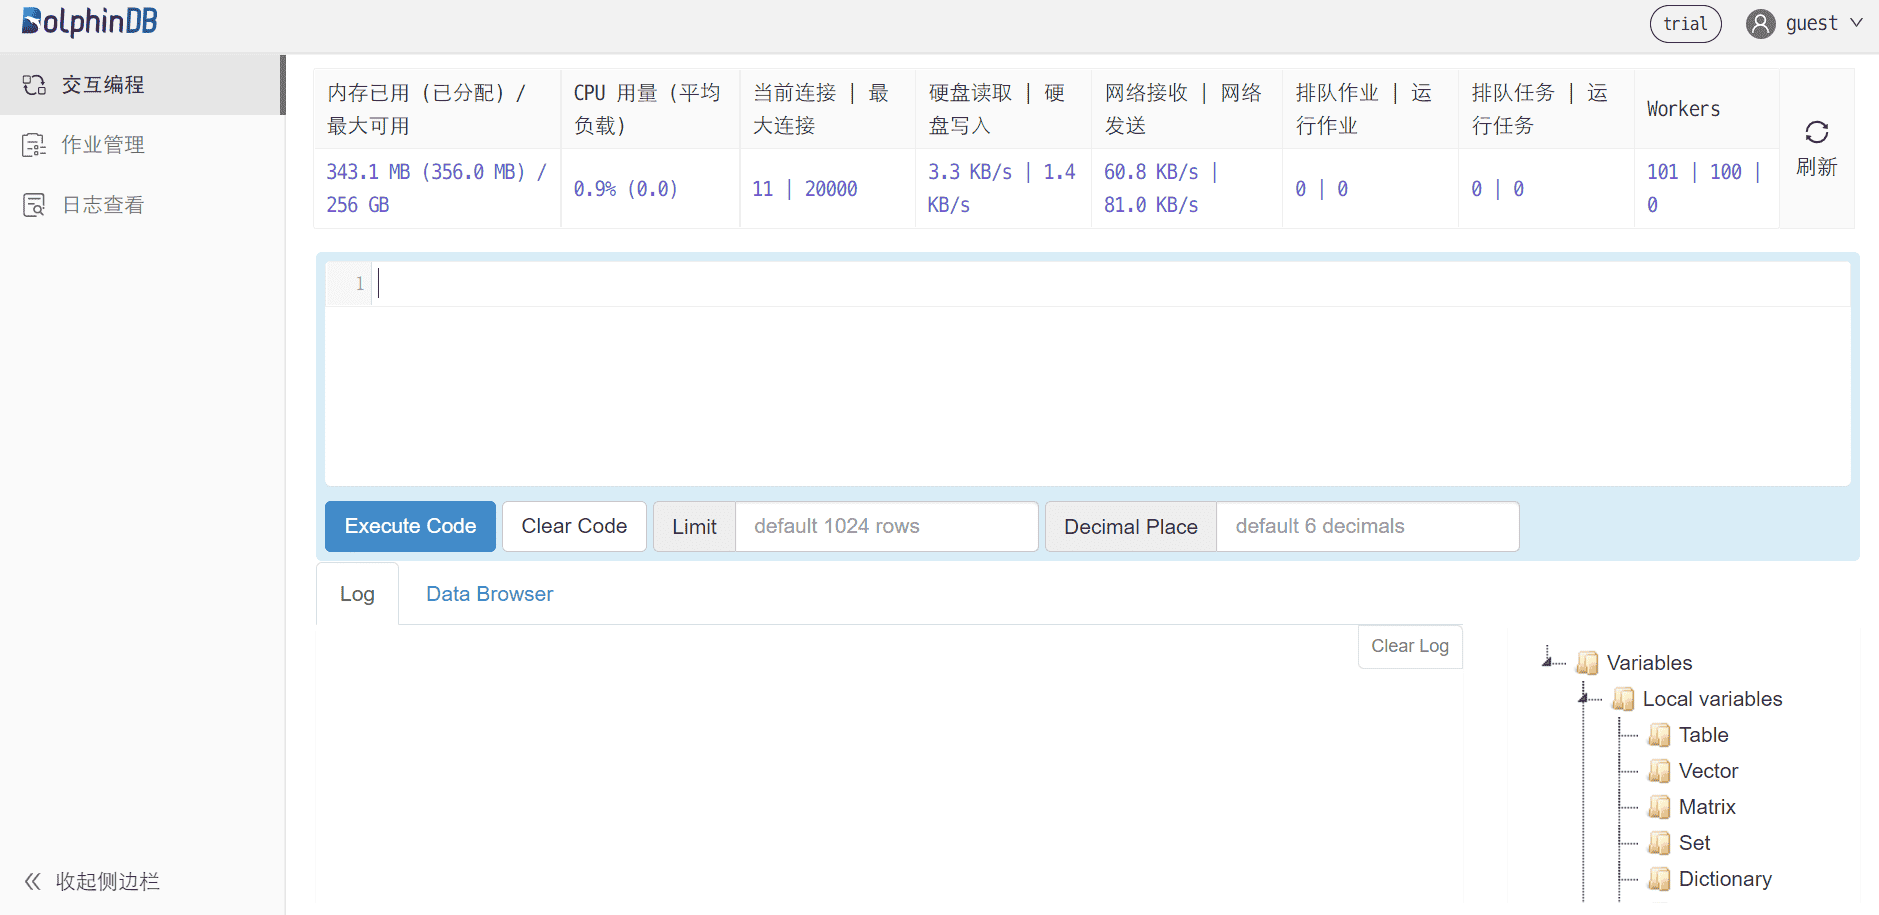 DolphinDB
trial
guest
交互编程
作业管理
日志查看
收起侧边栏
内存已用 (已分配) /
最大可用
CPU 用量 (平均
负载)
当前连接 | 最
大连接
硬盘读取 | 硬
盘写入
网络接收 | 网络
发送
排队作业 | 运
行作业
排队任务 | 运
行任务
Workers
343.1 MB (356.0 MB) /
256 GB
0.9% (0.0)
11 | 20000
3.3 KB/s | 1.4
KB/s
60.8 KB/s |
81.0 KB/s
0 | 0
0 | 0
101 | 100 |
0
刷新
1
Execute Code
Clear Code
Limit
default 1024 rows
Decimal Place
default 6 decimals
Log
Data Browser
Clear Log
Variables
Local variables
Table
Vector
Matrix
Set
Dictionary